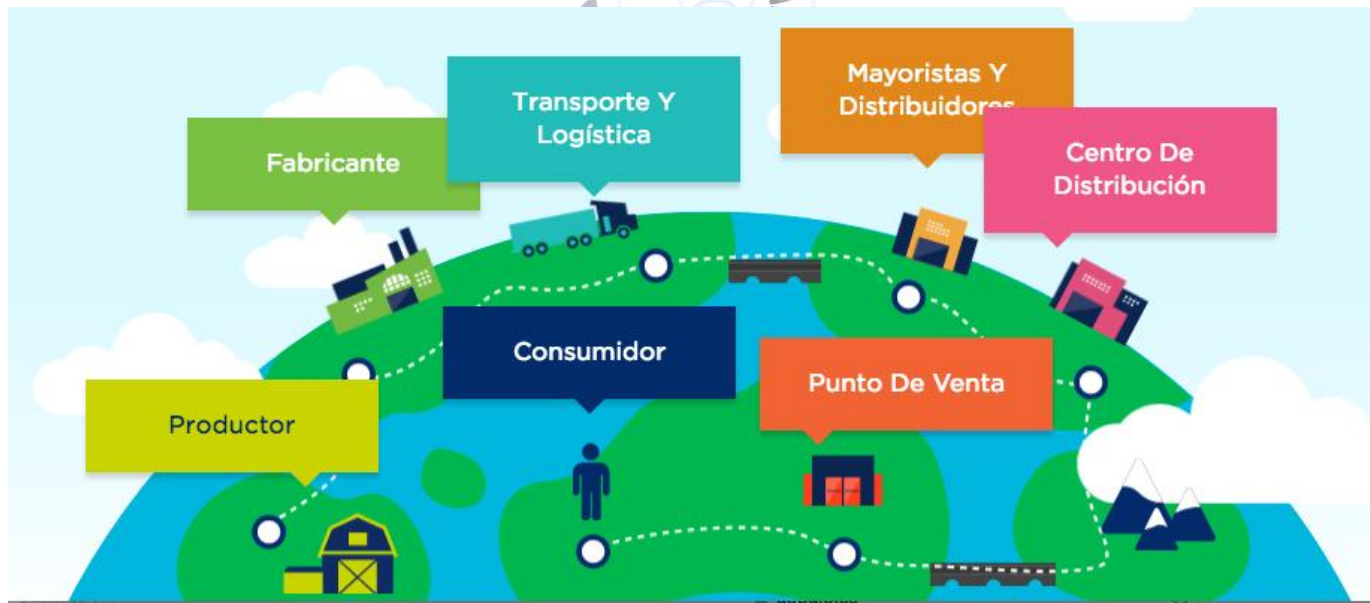 Mayoristas Y
Distribuidores
Transporte Y
Logística
Fabricante
Centro De
Distribución
Consumidor
Punto De Venta
Productor